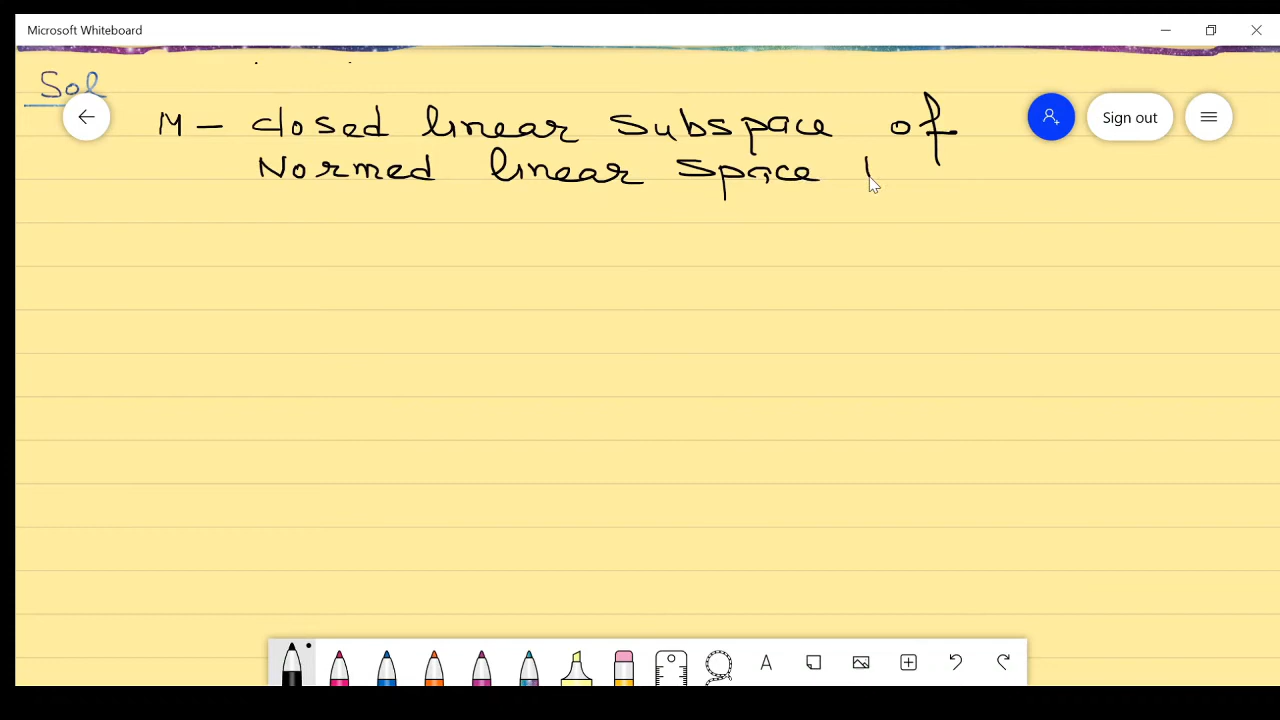 Microsoft Whiteboard
Sol
Sign out
M - closed linear subspace of
Normed linear space
A